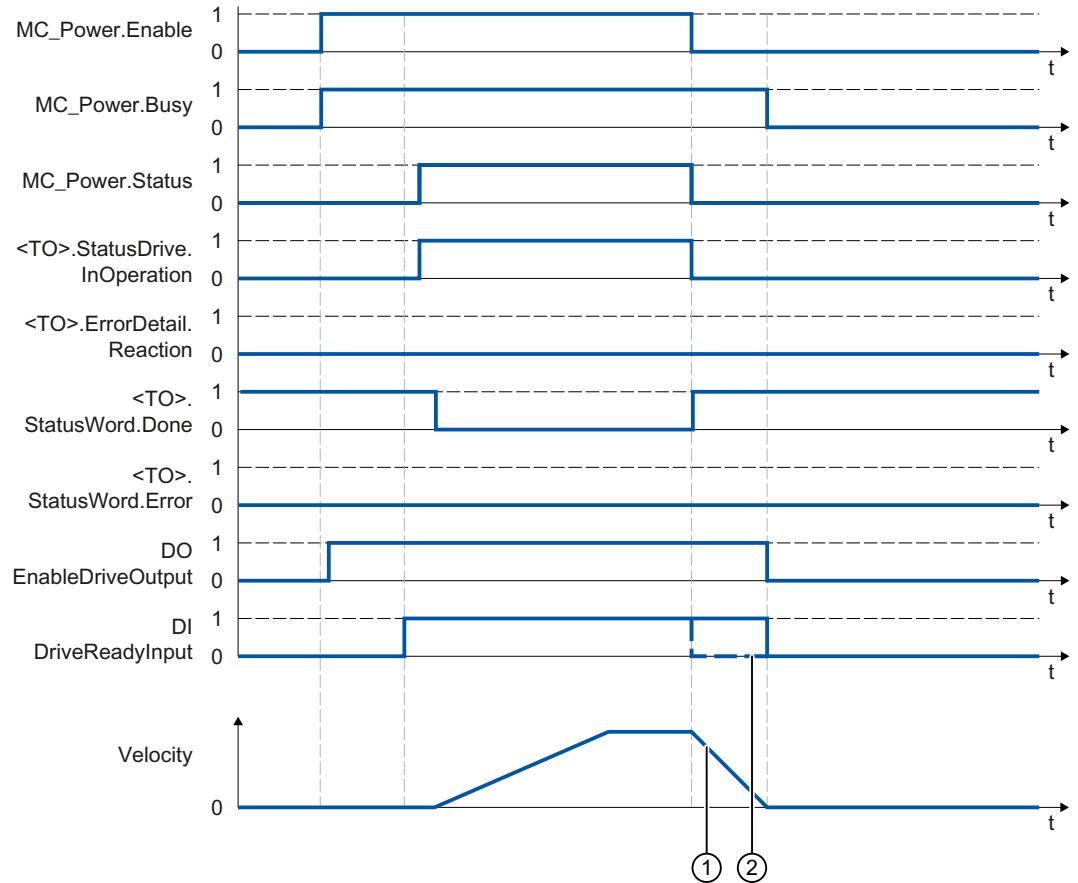 1
MC_Power.Enable
0
t
1
MC_Power.Busy
0
t
1
MC_Power.Status
0
t
1
<TO>.StatusDrive.
InOperation
0
t
1
<TO>.ErrorDetail.
Reaction
0
t
1
<TO>.
StatusWord.Done
0
t
1
<TO>.
StatusWord.Error
0
t
1
DO
EnableDriveOutput
0
t
1
DI
DriveReadyInput
0
t
Velocity
0
t
1 2